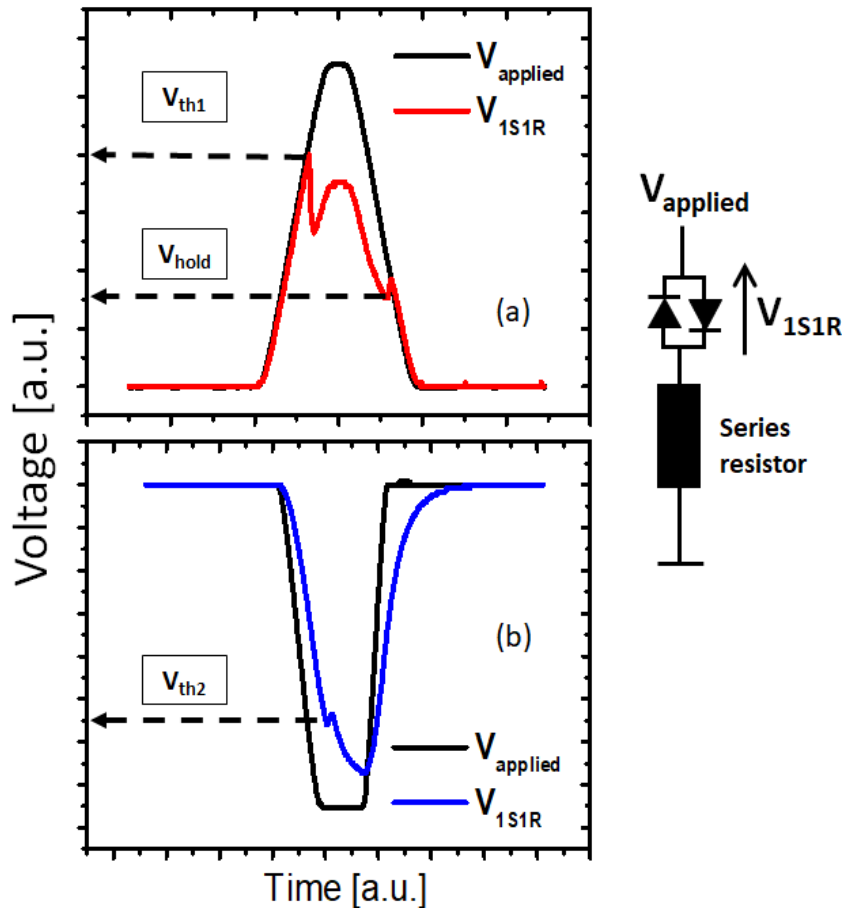 V_applied
V_1S1R
V_th1
V_hold
(a)
Voltage [a.u.]
(b)
V_th2
V_applied
V_1S1R
Time [a.u.]
V_applied
V_1S1R
Series
resistor